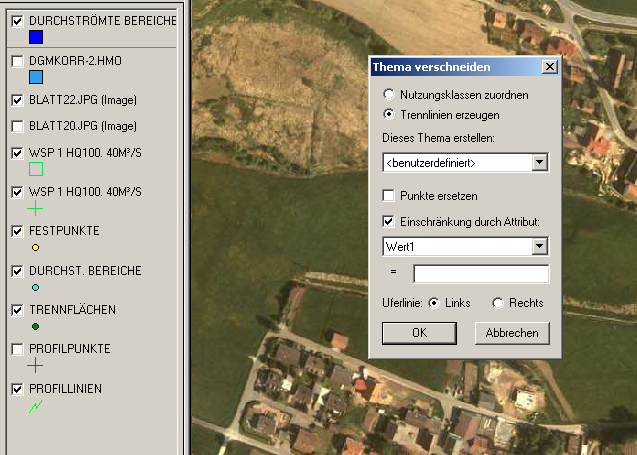 DURCHSTRÖMTE BEREICHE
DGMKORR-2.HMO
BLATT22.JPG (Image)
BLATT20.JPG (Image)
WSP 1 HQ100. 40M³/S
WSP 1 HQ100. 40M³/S
FESTPUNKTE
DURCHST. BEREICHE
TRENNFLÄCHEN
PROFILPUNKTE
PROFILLINIEN
Thema verschneiden
Nutzungsklassen zuordnen
Trennlinien erzeugen
Dieses Thema erstellen:
<benutzerdefiniert>
Punkte ersetzen
Einschränkung durch Attribut:
Wert1
=
Uferlinie: Links Rechts
OK Abbrechen